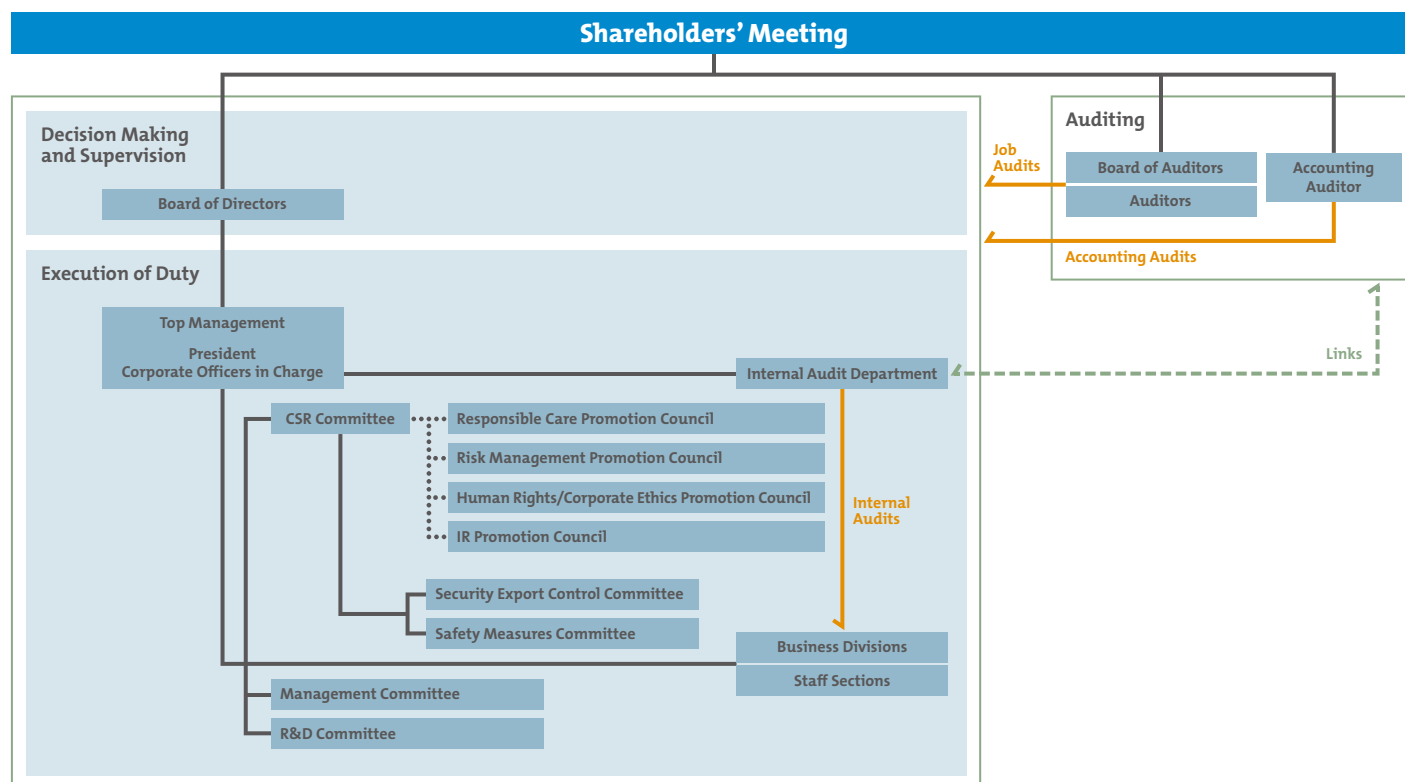 Shareholders’ Meeting
Decision Making
and Supervision
Board of Directors
Auditing
Job
Audits
Board of Auditors
Auditors
Accounting
Auditor
Accounting Audits
Execution of Duty
Top Management
President
Corporate Officers in Charge
Internal Audit Department
Links
CSR Committee
Responsible Care Promotion Council
Risk Management Promotion Council
Human Rights/Corporate Ethics Promotion Council
IR Promotion Council
Internal
Audits
Security Export Control Committee
Safety Measures Committee
Business Divisions
Staff Sections
Management Committee
R&D Committee